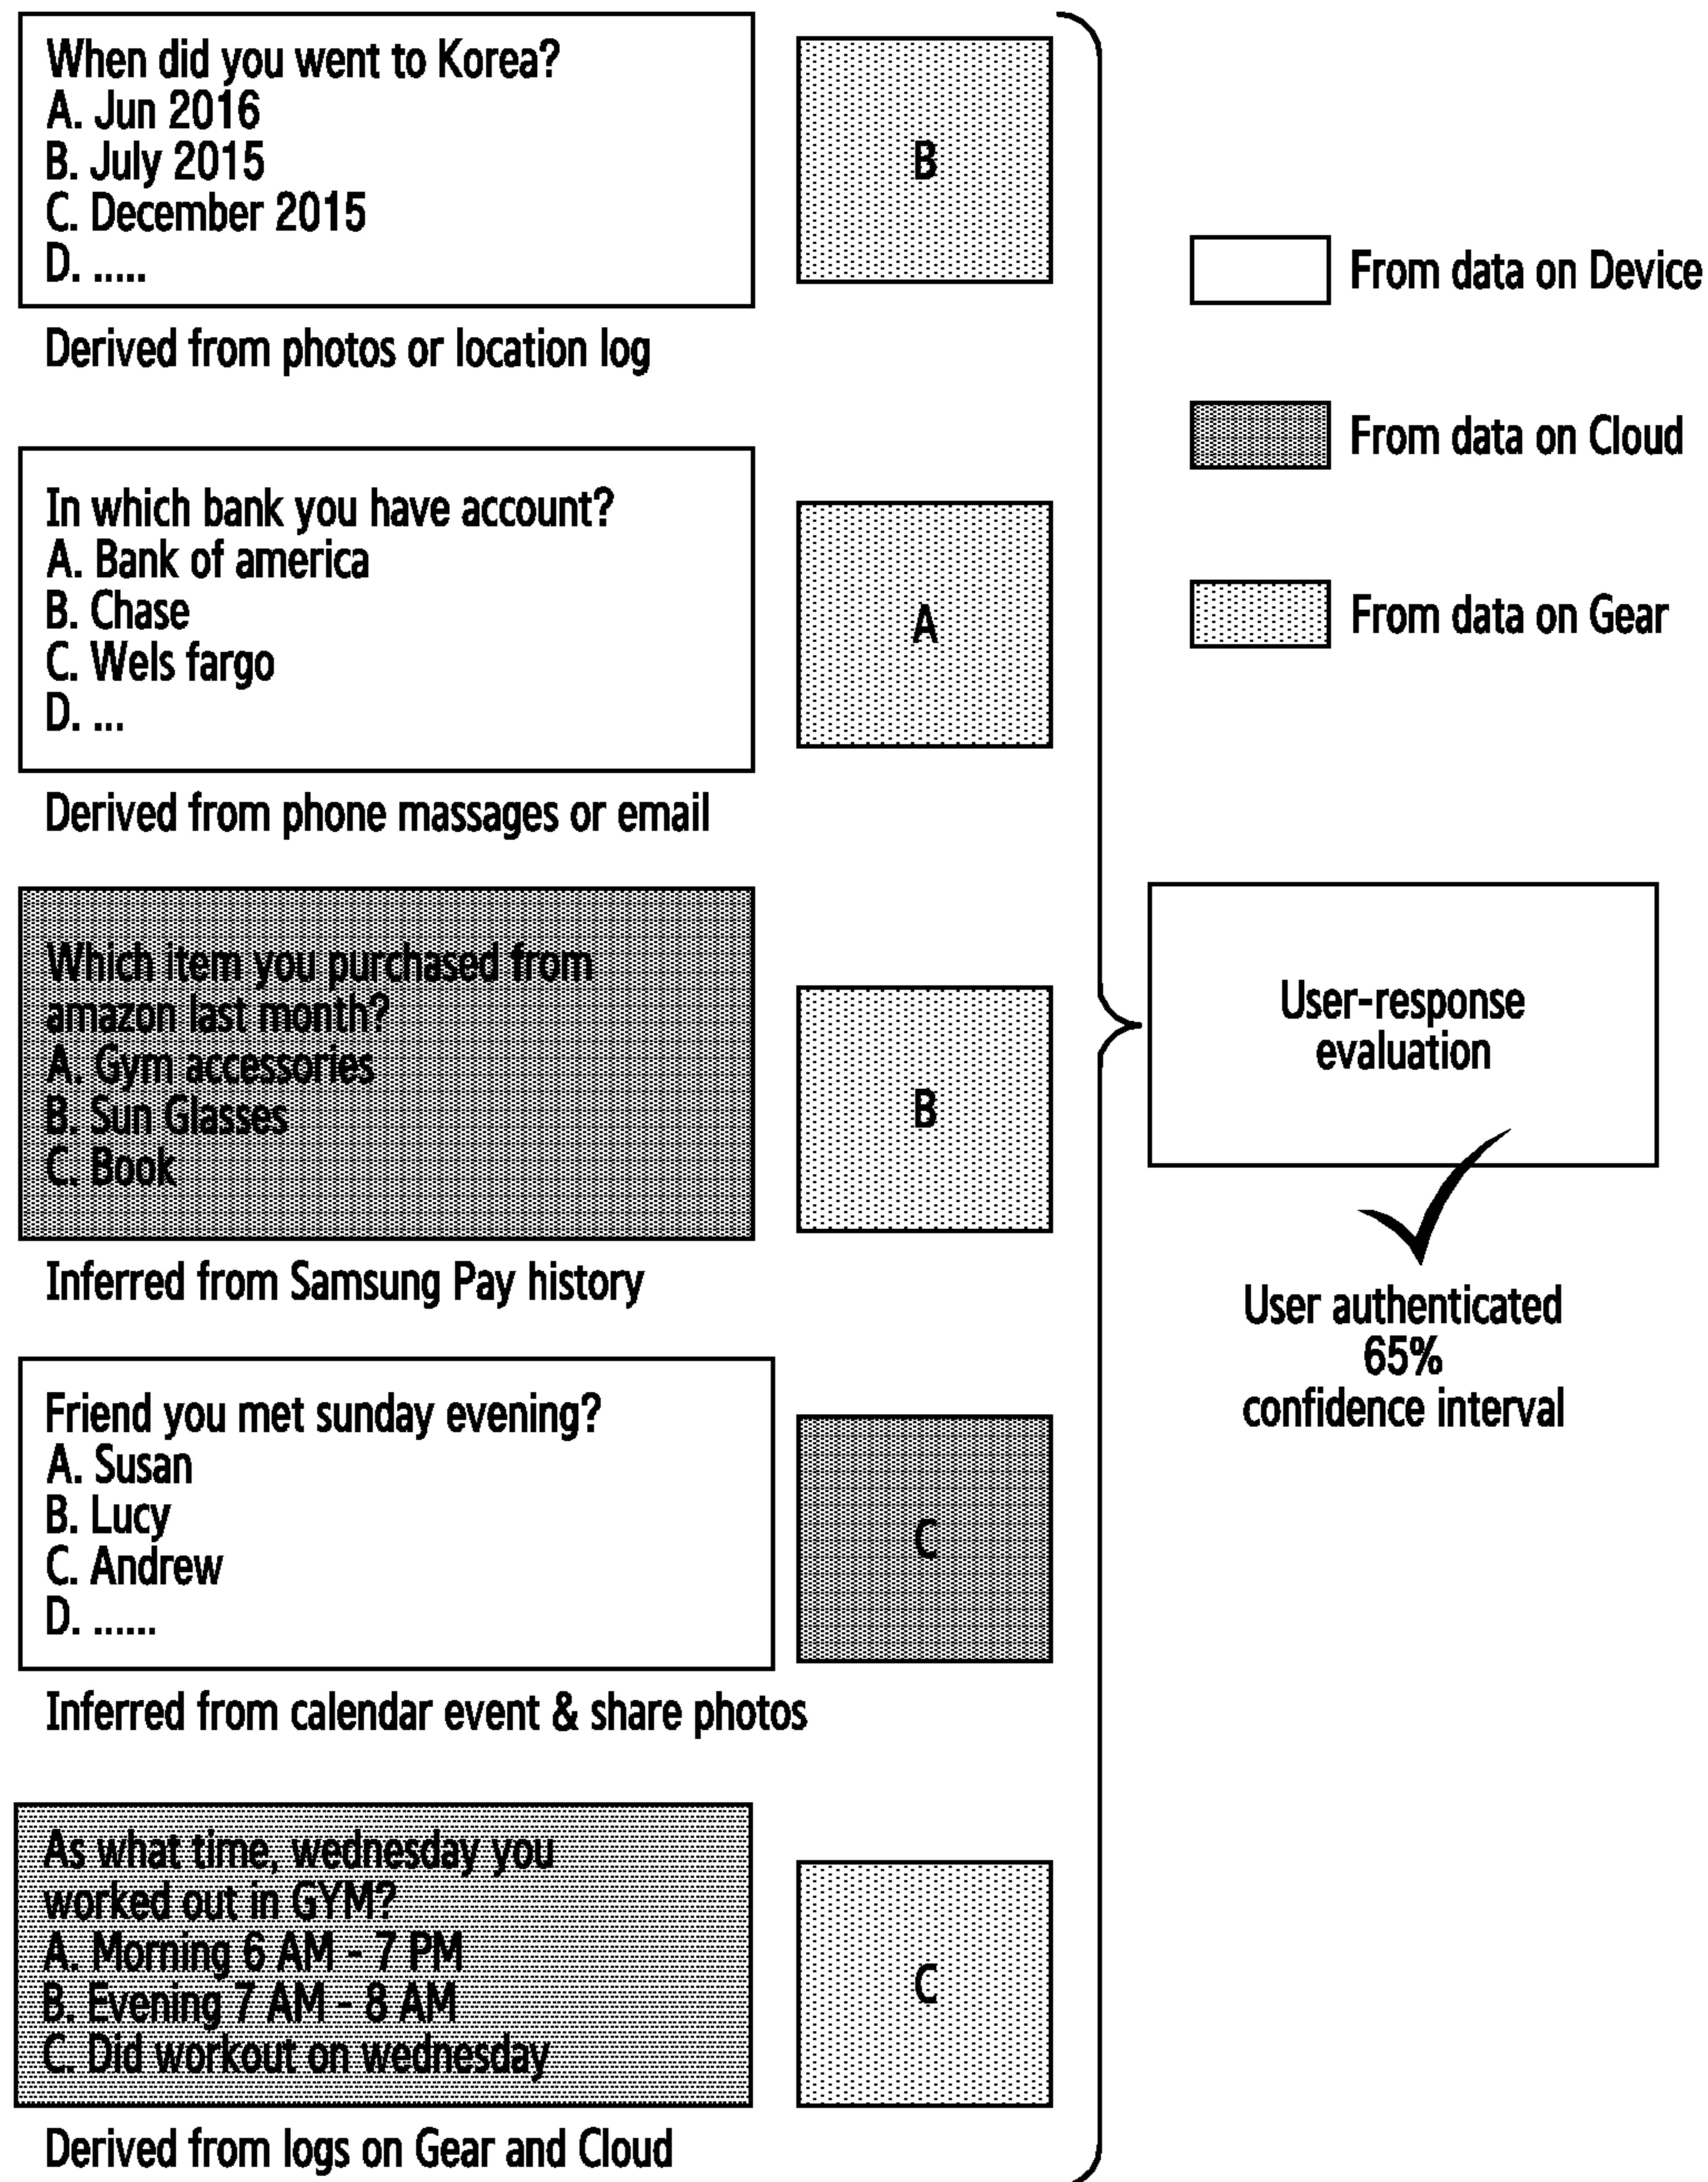 When did you went to Korea?
A. Jun 2016
B. July 2015
C. December 2015
D. .....
B
Derived from photos or location log
From data on Device
From data on Cloud
From data on Gear
In which bank you have account?
A. Bank of america
B. Chase
C. Wels fargo
D. ...
A
Derived from phone massages or email
Which item you purchased from
amazon last month?
A. Gym accessories
B. Sun Glasses
C. Book
B
Inferred from Samsung Pay history
User-response
evaluation
User authenticated
65%
confidence interval
Friend you met sunday evening?
A. Susan
B. Lucy
C. Andrew
D. ......
C
Inferred from calendar event & share photos
As what time, wednesday you
worked out in GYM?
A. Morning 6 AM - 7 PM
B. Evening 7 AM - 8 AM
C. Did workout on wednesday
C
Derived from logs on Gear and Cloud